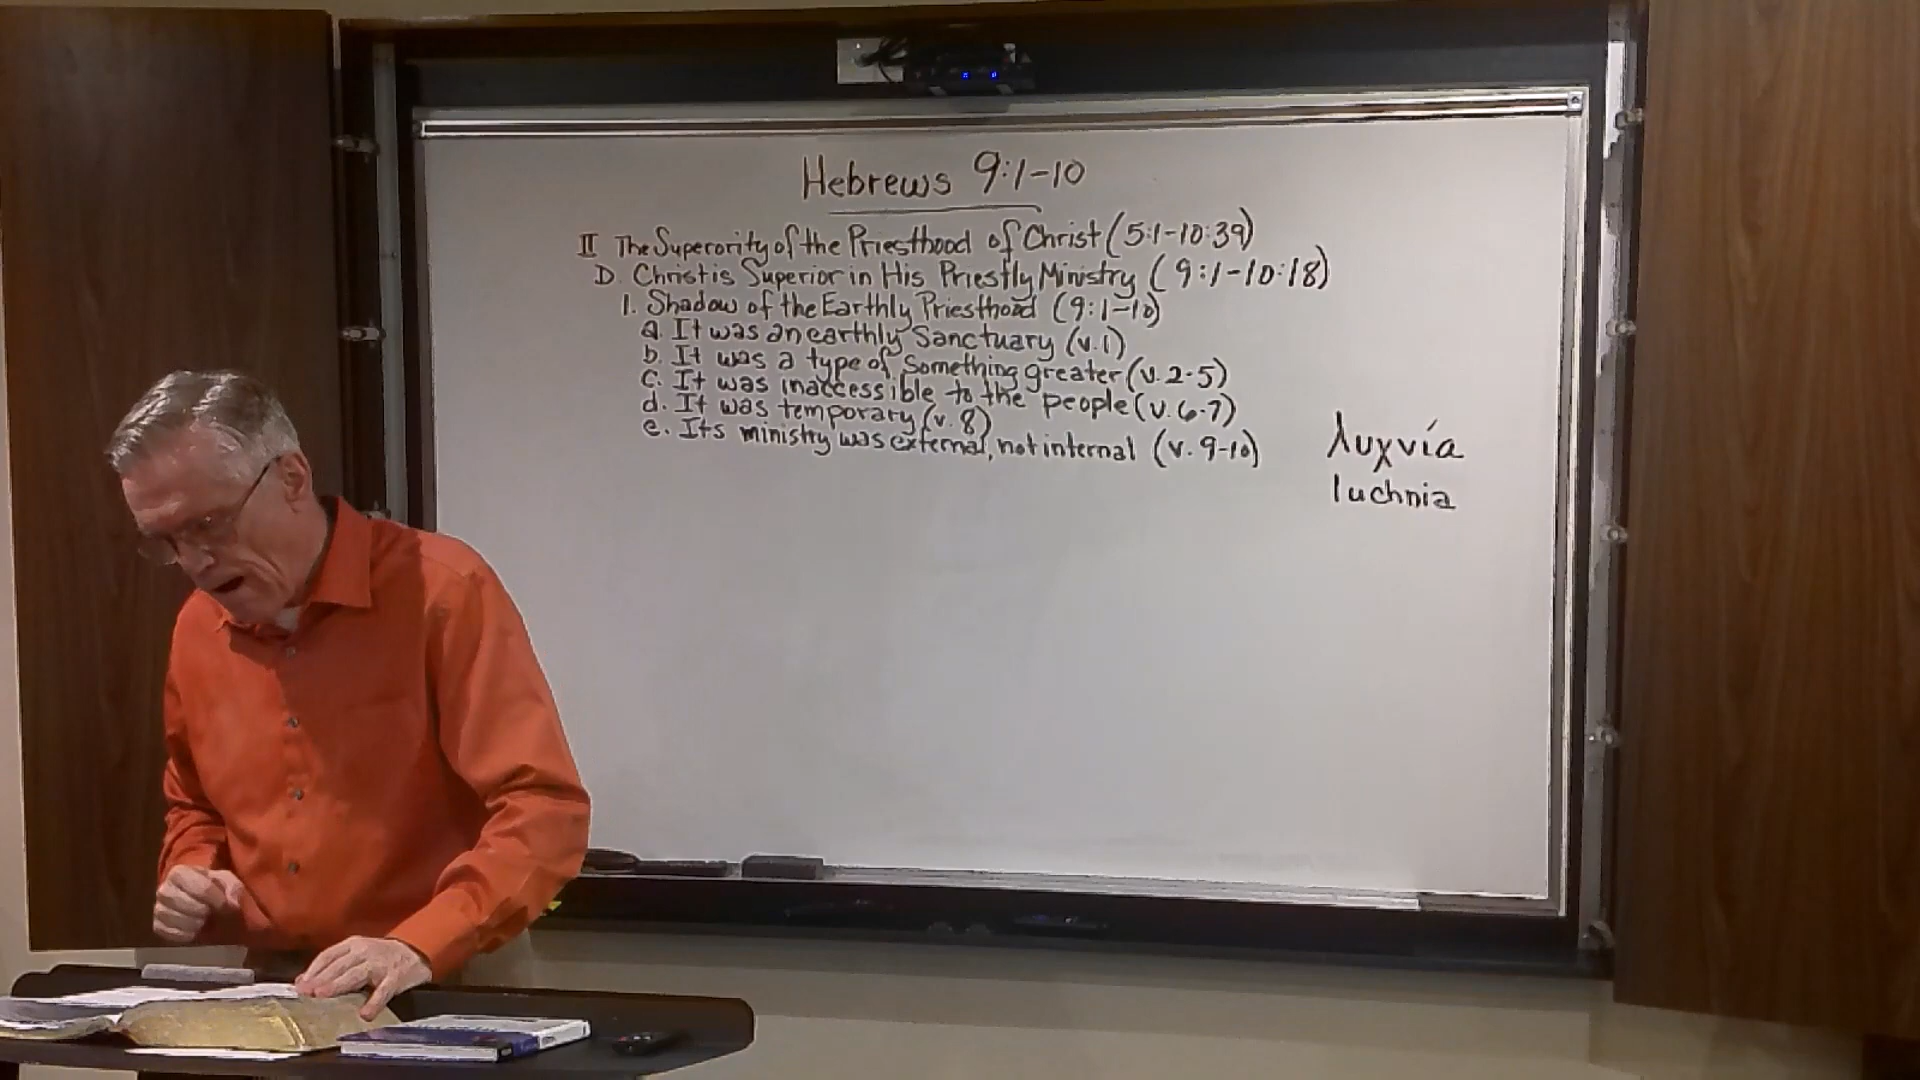 Hebrews 9:1-10
II The Superority of the Priesthood of Christ (5:1-10:39)
D. Christ is Superior in His Priestly Ministry (9:1-10:18)
1. Shadow of the Earthly Priesthood (9:1-10)
a. It was an earthly Sanctuary (v.1)
b. It was a type of Something greater (v.2-5)
c. It was inaccessible to the people (v.6-7)
d. It was temporary (v.8)
e. Its ministry was external, not internal (v.9-10)
λυχνία
luchnia